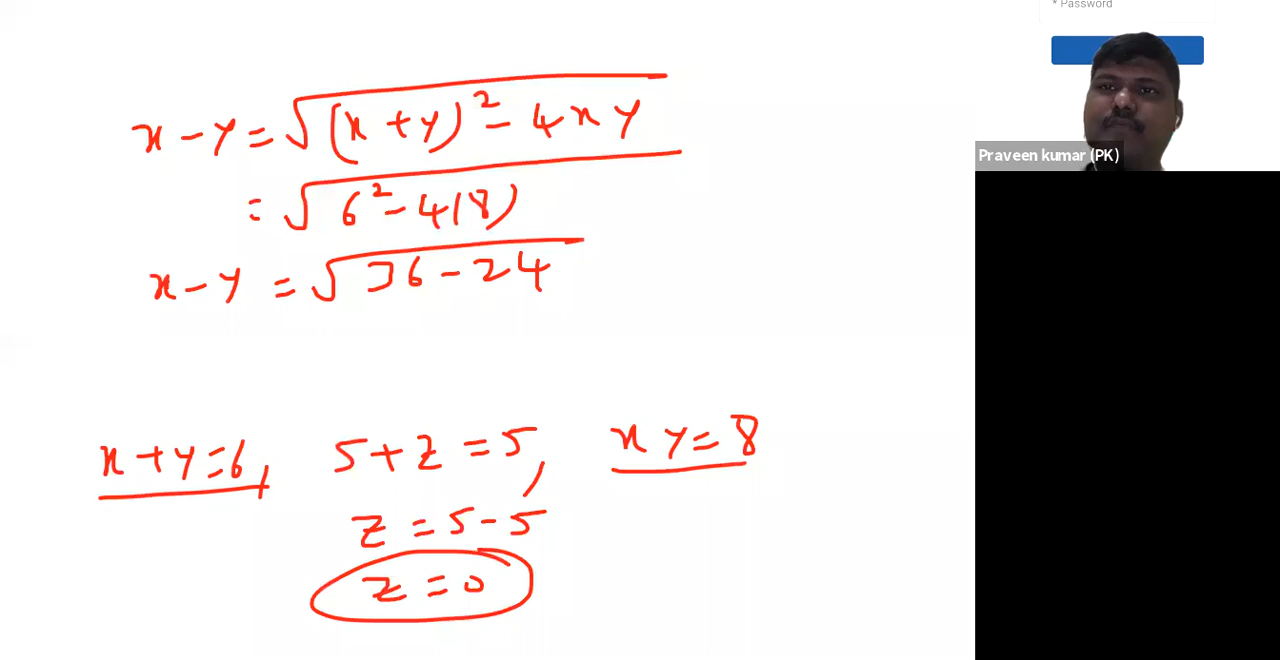 * Password
x - y = √(x + y)² - 4xy
= √6² - 4(8)
Praveen kumar (PK)
x - y = √36 - 24
x + y = 6, 5 + z = 5, xy = 8
z = 5 - 5
z = 0